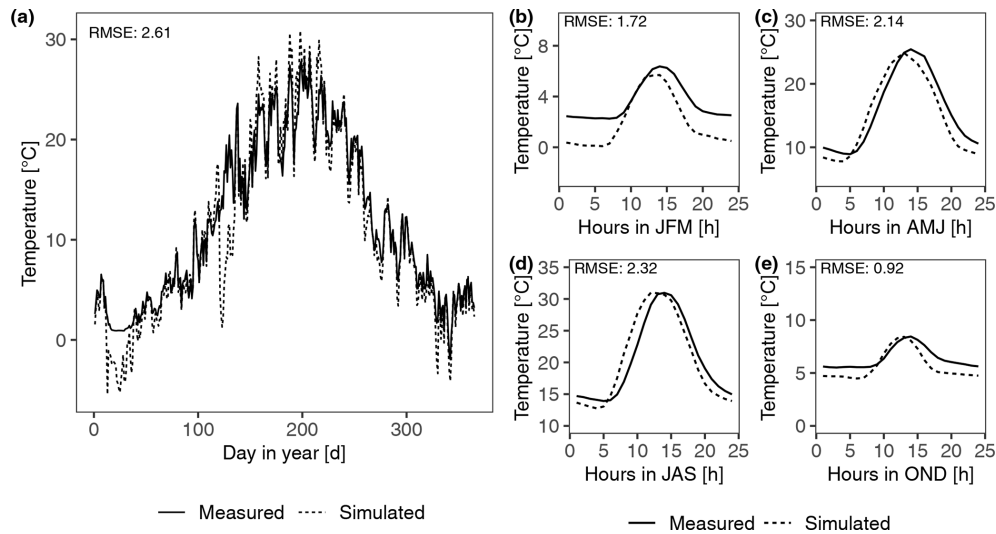 (a)
RMSE: 2.61
Temperature [°C]
30
20
10
0
0 100 200 300
Day in year [d]
Measured Simulated
(b)
RMSE: 1.72
Temperature [°C]
8
4
0
0 5 10 15 20 25
Hours in JFM [h]
(c)
RMSE: 2.14
Temperature [°C]
30
20
10
0 5 10 15 20 25
Hours in AMJ [h]
(d)
RMSE: 2.32
Temperature [°C]
35
30
25
20
15
10
0 5 10 15 20 25
Hours in JAS [h]
(e)
RMSE: 0.92
Temperature [°C]
15
10
5
0
0 5 10 15 20 25
Hours in OND [h]
Measured Simulated